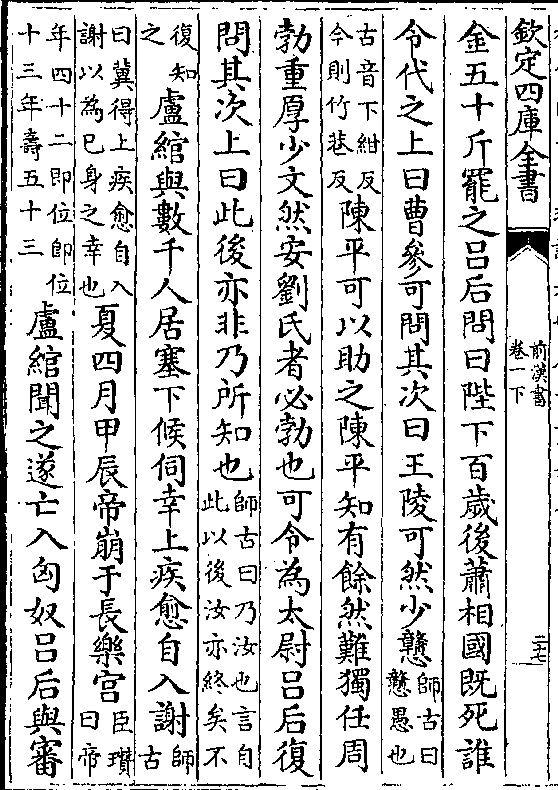 欽定四庫全書
前漢書
卷一下
二十七
金五十斤罷之吕后問曰陛下百歲後蕭相國既死誰
令代之上曰曹參可問其次曰王陵可然少戇師古曰
戇愚也
古音下紺反
今則竹巷反陳平可以助之陳平知有餘然難獨任周
勃重厚少文然安劉氏者必勃也可令為太尉吕后復
問其次上曰此後亦非乃所知也師古曰乃汝也言自
此以後汝亦終矣不
復知
之盧綰與數千人居塞下候伺幸上疾愈自入謝師
古
曰冀得上疾愈自入
謝以為已身之幸也夏四月甲辰帝崩于長樂宫臣瓚
曰帝
年四十二即位即位
十三年壽五十三盧綰聞之遂亡入匈奴吕后與審